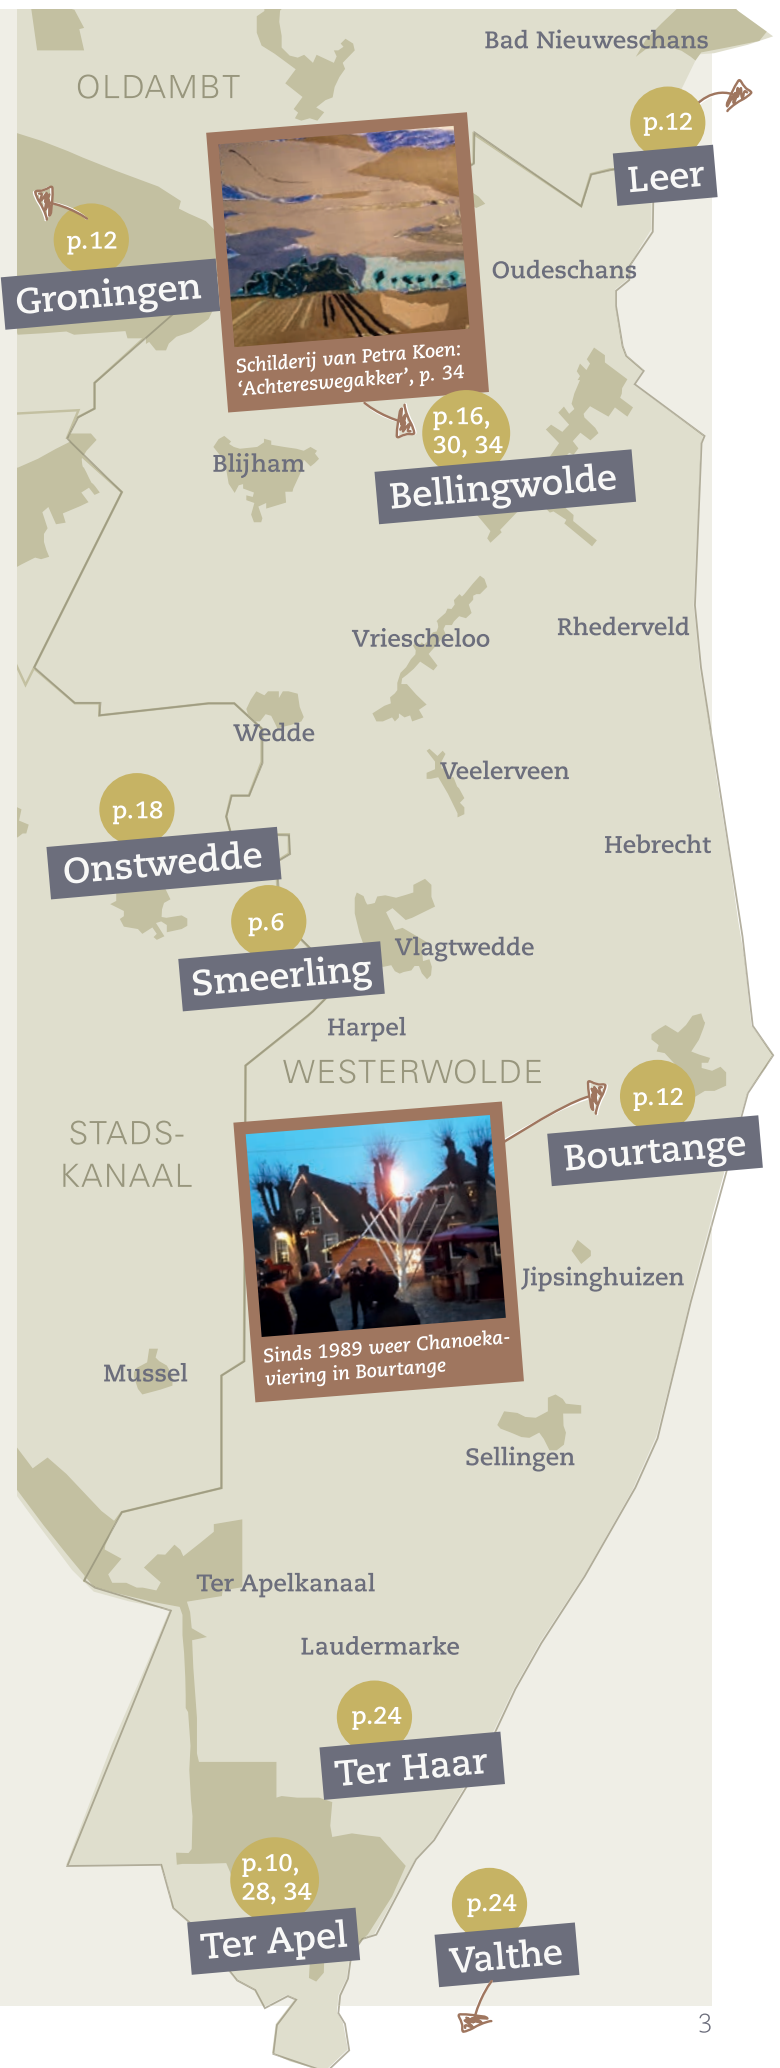 Bad Nieuweschans
OLDAMBT
p.12
Leer
p.12
Groningen
Oudeschans
Schilderij van Petra Koen:
‘Achtereswegakker’, p. 34
p.16,
30, 34
Bellingwolde
Blijham
Rhederveld
Vriescheloo
Wedde
Veelerveen
p.18
Onstwedde
Hebrecht
p.6
Smeerling
Vlagtwedde
Harpel
WESTERWOLDE
p.12
Bourtange
STADS-
KANAAL
Jipsinghuizen
Sinds 1989 weer Chanoeka-
viering in Bourtange
Mussel
Sellingen
Ter Apelkanaal
Laudermarke
p.24
Ter Haar
p.10,
28, 34
Ter Apel
p.24
Valthe
3